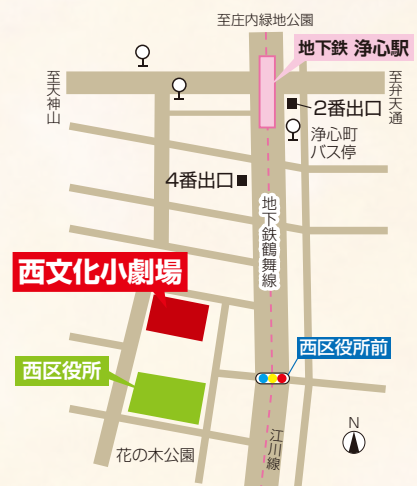 至庄内緑地公園
地下鉄 浄心駅
至天神山
至弁天通
2番出口
浄心町
バス停
4番出口
地下鉄鶴舞線
西文化小劇場
西区役所前
西区役所
江川線
花の木公園
N